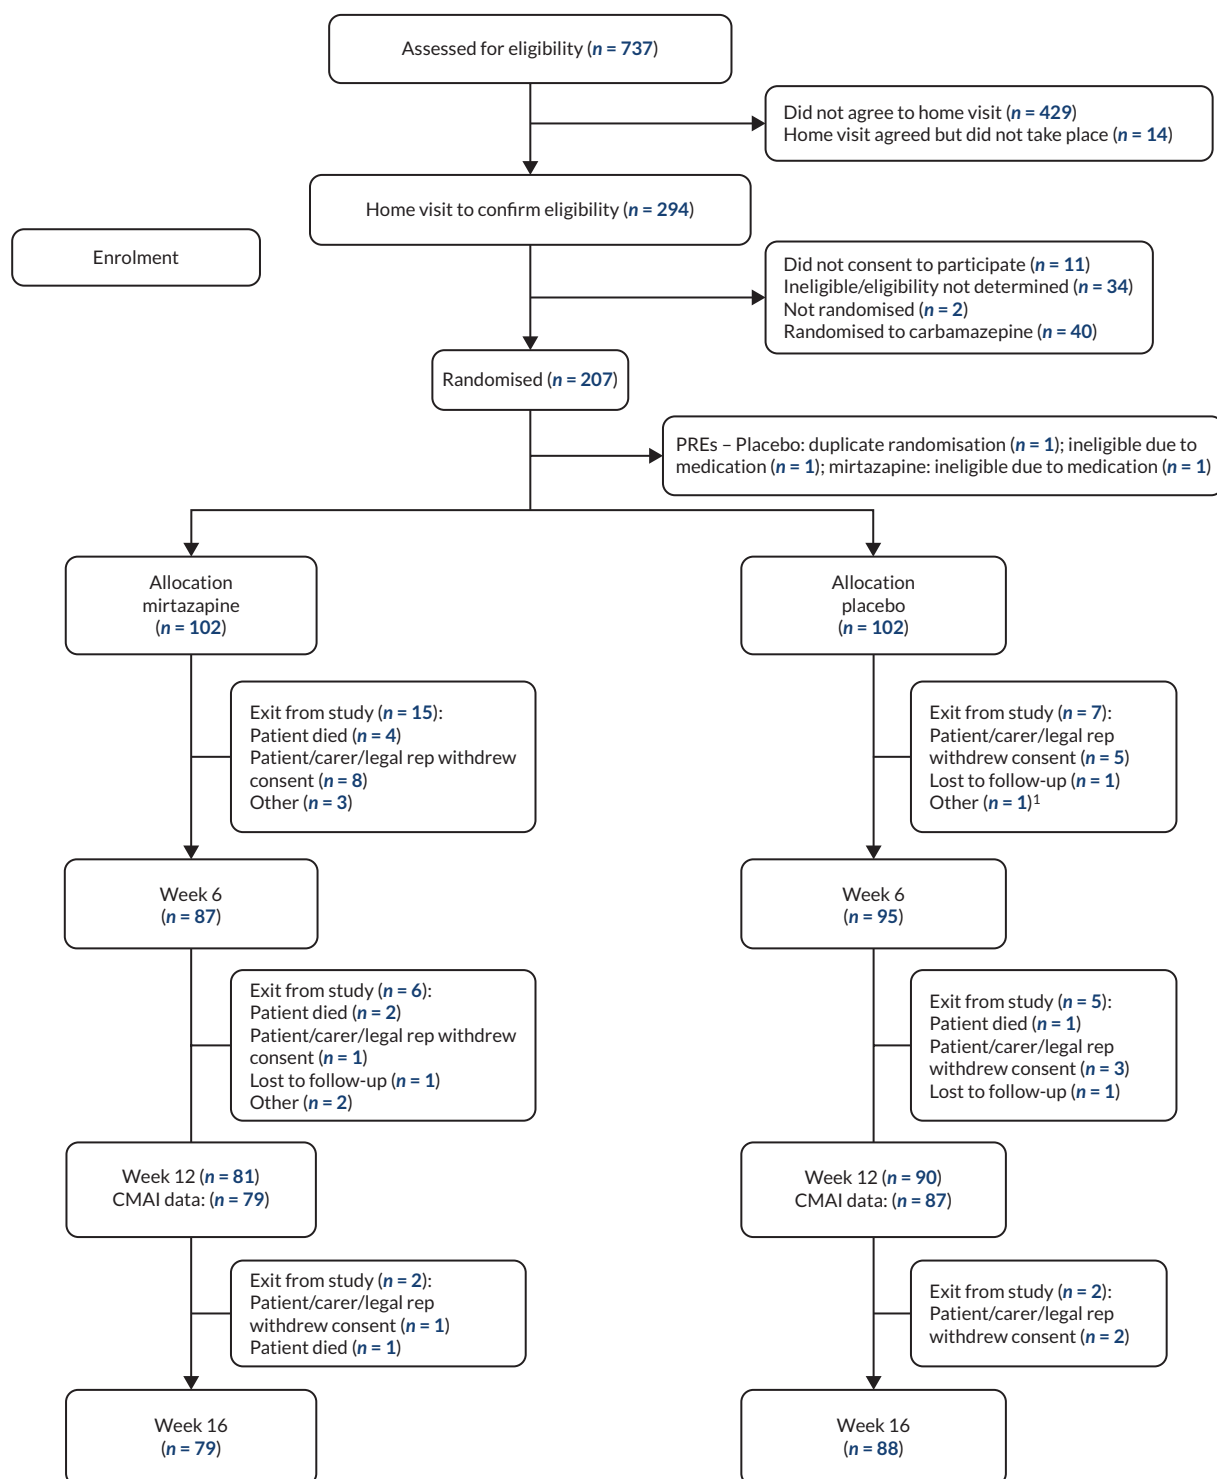 Assessed for eligibility (n = 737)
Did not agree to home visit (n = 429)
Home visit agreed but did not take place (n = 14)
Home visit to confirm eligibility (n = 294)
Enrolment
Did not consent to participate (n = 11)
Ineligible/eligibility not determined (n = 34)
Not randomised (n = 2)
Randomised to carbamazepine (n = 40)
Randomised (n = 207)
PREs – Placebo: duplicate randomisation (n = 1); ineligible due to
medication (n = 1); mirtazapine: ineligible due to medication (n = 1)
Allocation
mirtazapine
(n = 102)
Allocation
placebo
(n = 102)
Exit from study (n = 15):
Patient died (n = 4)
Patient/carer/legal rep withdrew
consent (n = 8)
Other (n = 3)
Exit from study (n = 7):
Patient/carer/legal rep
withdrew consent (n = 5)
Lost to follow-up (n = 1)
Other (n = 1)¹
Week 6
(n = 87)
Week 6
(n = 95)
Exit from study (n = 6):
Patient died (n = 2)
Patient/carer/legal rep withdrew
consent (n = 1)
Lost to follow-up (n = 1)
Other (n = 2)
Exit from study (n = 5):
Patient died (n = 1)
Patient/carer/legal rep
withdrew consent (n = 3)
Lost to follow-up (n = 1)
Week 12 (n = 81)
CMAI data: (n = 79)
Week 12 (n = 90)
CMAI data: (n = 87)
Exit from study (n = 2):
Patient/carer/legal rep
withdrew consent (n = 1)
Patient died (n = 1)
Exit from study (n = 2):
Patient/carer/legal rep
withdrew consent (n = 2)
Week 16
(n = 79)
Week 16
(n = 88)